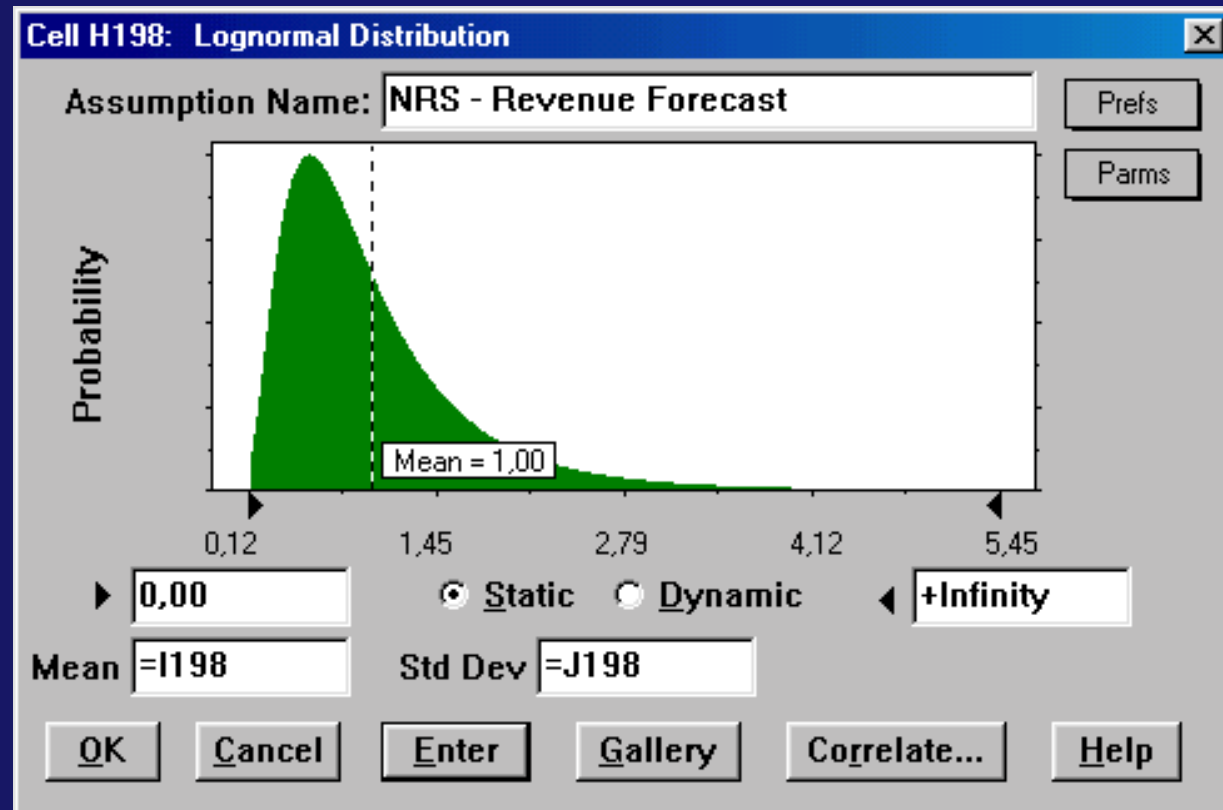 Cell H198: Lognormal Distribution
Assumption Name: NRS - Revenue Forecast
Prefs
Parms
Probability
Mean = 1,00
0,12 1,45 2,79 4,12 5,45
0,00 Static Dynamic +Infinity
Mean =I198 Std Dev =J198
OK Cancel Enter Gallery Correlate... Help